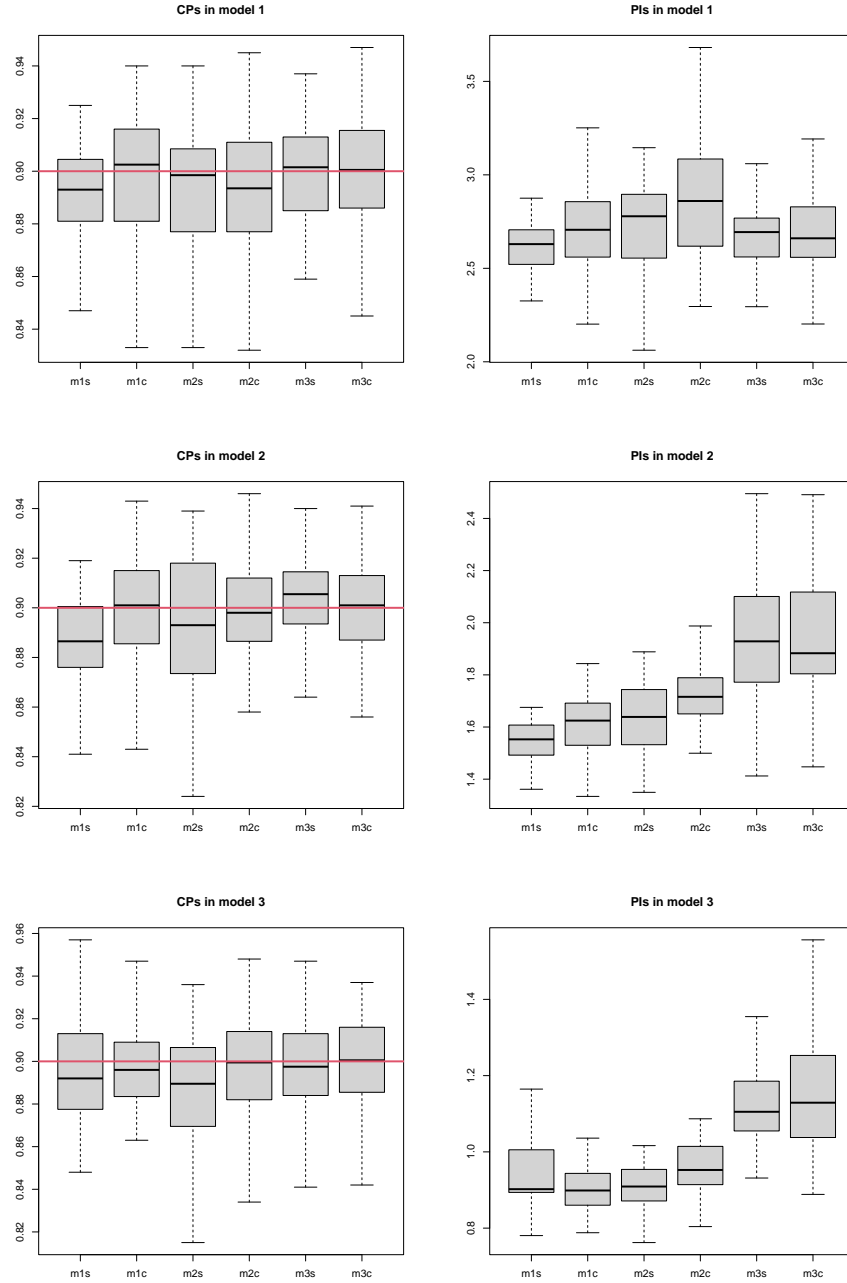 CPs in model 1
0.94
0.92
0.90
0.88
0.86
0.84
m1s m1c m2s m2c m3s m3c
PIs in model 1
3.5
3.0
2.5
2.0
m1s m1c m2s m2c m3s m3c
CPs in model 2
0.94
0.92
0.90
0.88
0.86
0.84
0.82
m1s m1c m2s m2c m3s m3c
PIs in model 2
2.4
2.2
2.0
1.8
1.6
1.4
m1s m1c m2s m2c m3s m3c
CPs in model 3
0.96
0.94
0.92
0.90
0.88
0.86
0.84
0.82
m1s m1c m2s m2c m3s m3c
PIs in model 3
1.4
1.2
1.0
0.8
m1s m1c m2s m2c m3s m3c